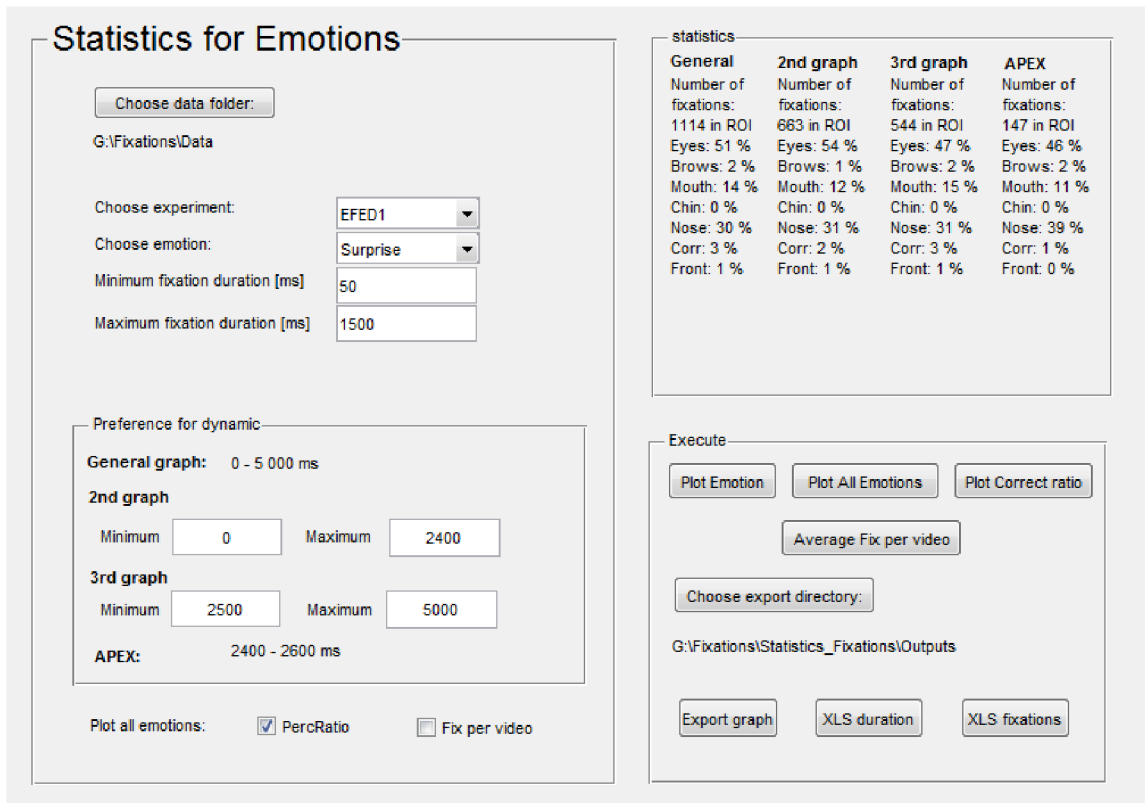 Statistics for Emotions
Choose data folder:
G:\Fixations\Data
Choose experiment:
EFED1
Choose emotion:
Surprise
Minimum fixation duration [ms]
50
Maximum fixation duration [ms]
1500
Preference for dynamic
General graph: 0 - 5 000 ms
2nd graph
Minimum 0 Maximum 2400
3rd graph
Minimum 2500 Maximum 5000
APEX: 2400 - 2600 ms
Plot all emotions: PercRatio Fix per video
statistics
General
Number of
fixations:
1114 in ROI
Eyes: 51 %
Brows: 2 %
Mouth: 14 %
Chin: 0 %
Nose: 30 %
Corr: 3 %
Front: 1 %
2nd graph
Number of
fixations:
663 in ROI
Eyes: 54 %
Brows: 1 %
Mouth: 12 %
Chin: 0 %
Nose: 31 %
Corr: 2 %
Front: 1 %
3rd graph
Number of
fixations:
544 in ROI
Eyes: 47 %
Brows: 2 %
Mouth: 15 %
Chin: 0 %
Nose: 31 %
Corr: 3 %
Front: 1 %
APEX
Number of
fixations:
147 in ROI
Eyes: 46 %
Brows: 2 %
Mouth: 11 %
Chin: 0 %
Nose: 39 %
Corr: 1 %
Front: 0 %
Execute
Plot Emotion Plot All Emotions Plot Correct ratio
Average Fix per video
Choose export directory:
G:\Fixations\Statistics_Fixations\Outputs
Export graph XLS duration XLS fixations